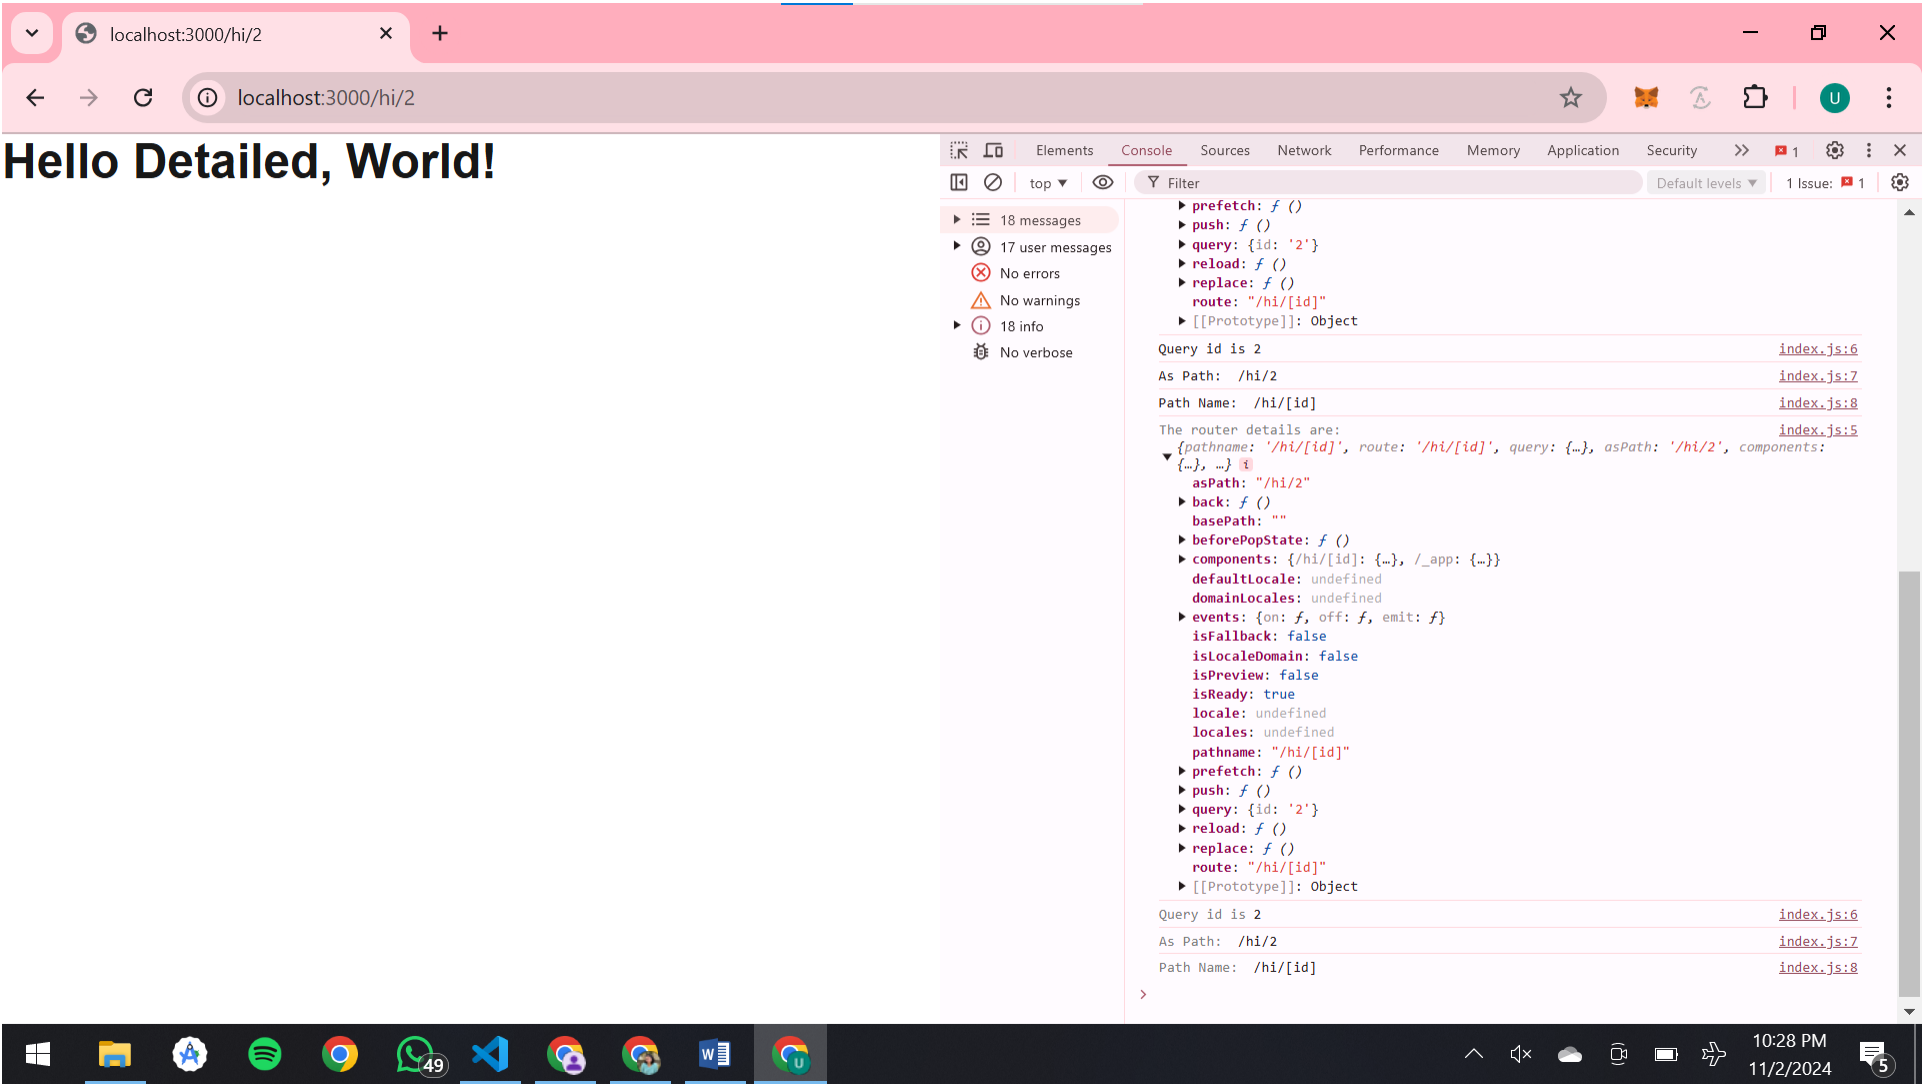 localhost:3000/hi/2
localhost:3000/hi/2
U
Hello Detailed, World!
Elements Console Sources Network Performance Memory Application Security 1
top Filter Default levels 1 Issue: 1
18 messages
17 user messages
No errors
No warnings
18 info
No verbose
prefetch: ƒ ()
push: ƒ ()
query: {id: '2'}
reload: ƒ ()
replace: ƒ ()
route: "/hi/[id]"
[[Prototype]]: Object
Query id is 2 index.js:6
As Path: /hi/2 index.js:7
Path Name: /hi/[id] index.js:8
The router details are: index.js:5
{pathname: '/hi/[id]', route: '/hi/[id]', query: {…}, asPath: '/hi/2', components:
{…}, …} i
asPath: "/hi/2"
back: ƒ ()
basePath: ""
beforePopState: ƒ ()
components: {/hi/[id]: {…}, /_app: {…}}
defaultLocale: undefined
domainLocales: undefined
events: {on: ƒ, off: ƒ, emit: ƒ}
isFallback: false
isLocaleDomain: false
isPreview: false
isReady: true
locale: undefined
locales: undefined
pathname: "/hi/[id]"
prefetch: ƒ ()
push: ƒ ()
query: {id: '2'}
reload: ƒ ()
replace: ƒ ()
route: "/hi/[id]"
[[Prototype]]: Object
Query id is 2 index.js:6
As Path: /hi/2 index.js:7
Path Name: /hi/[id] index.js:8
49
U
10:28 PM
11/2/2024
5